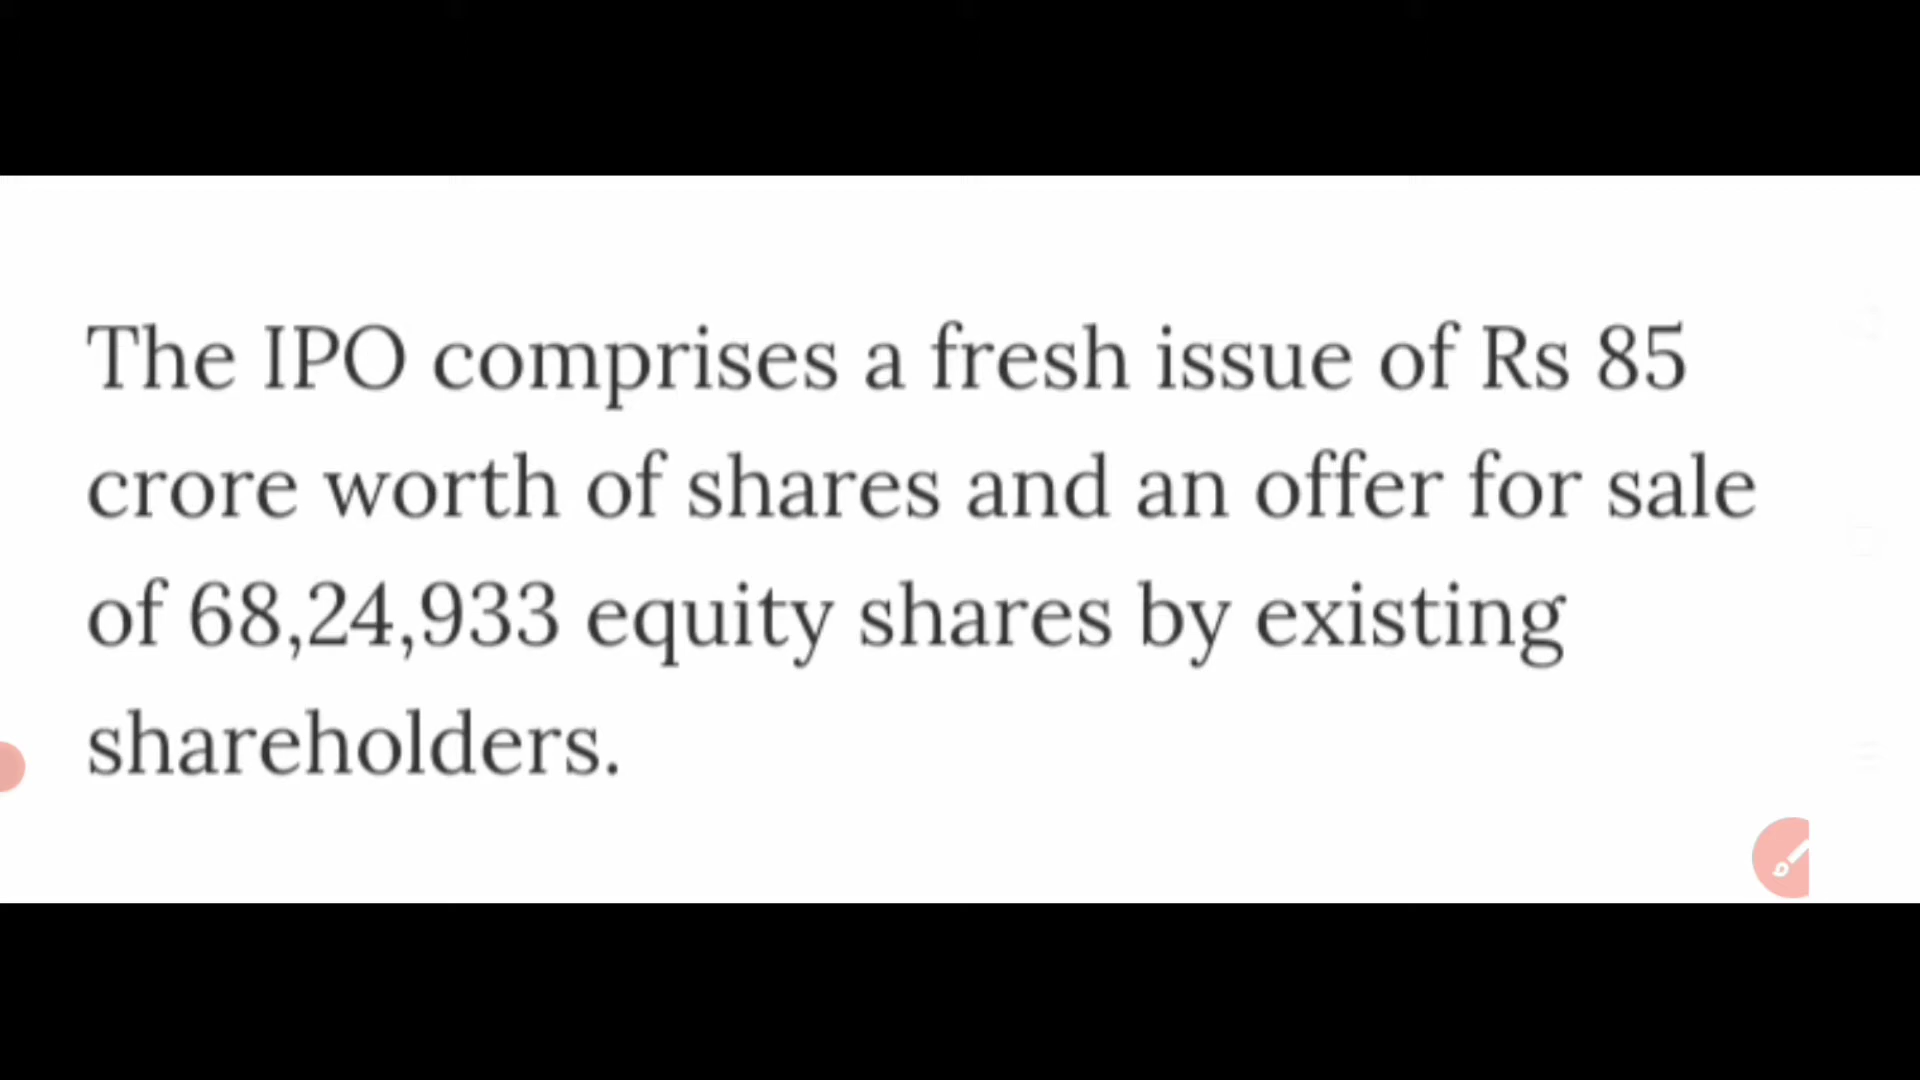 The IPO comprises a fresh issue of Rs 85
crore worth of shares and an offer for sale
of 68,24,933 equity shares by existing
shareholders.